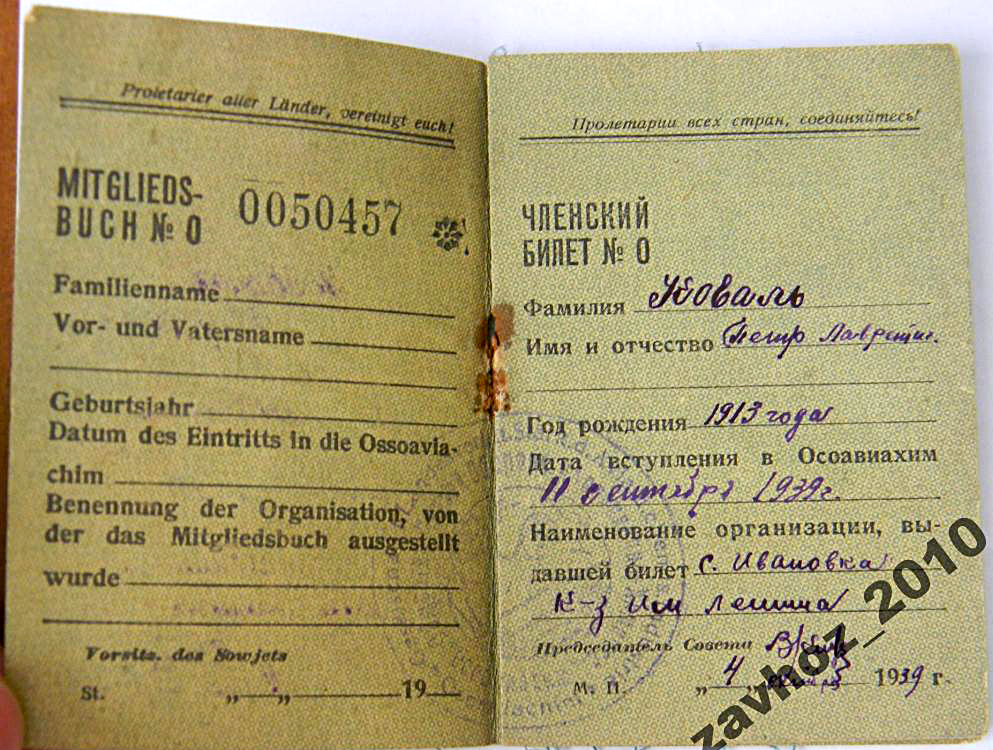 Proletarier aller Länder, vereinigt euch!
MITGLIEDS-
BUCH № 0 0050457
Familienname
Vor- und Vatersname
Geburtsjahr
Datum des Eintritts in die Ossoavia-
chim
Benennung der Organisation, von
der das Mitgliedsbuch ausgestellt
wurde
Vorsitz. des Sowjets
St. „ „ 19
Пролетарии всех стран, соединяйтесь!
ЧЛЕНСКИЙ
БИЛЕТ № 0
Фамилия Коваль
Имя и отчество Петр
Год рождения 1913 года
Дата вступления в Осоавиахим
11 сентября 1939 г.
Наименование организации, вы-
давшей билет с. Ивановка
К-з Им Ленина
Председатель Совета
М. П. „ 4 „ 1939 г.
zavhoz_2010